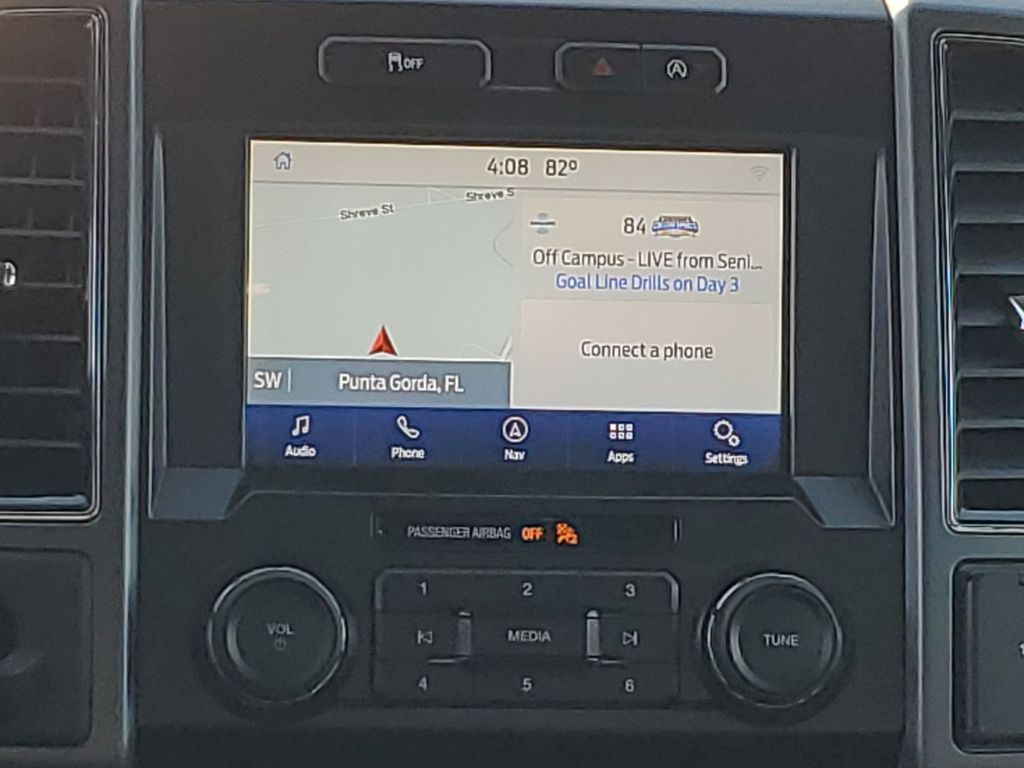 OFF
4:08 82º
Shreve St
Shreve S
84
Off Campus - LIVE from Seni...
Goal Line Drills on Day 3
Connect a phone
SW
Punta Gorda, FL
Audio
Phone
Nav
Apps
Settings
PASSENGER AIRBAG OFF
1 2 3
VOL
MEDIA
TUNE
4 5 6